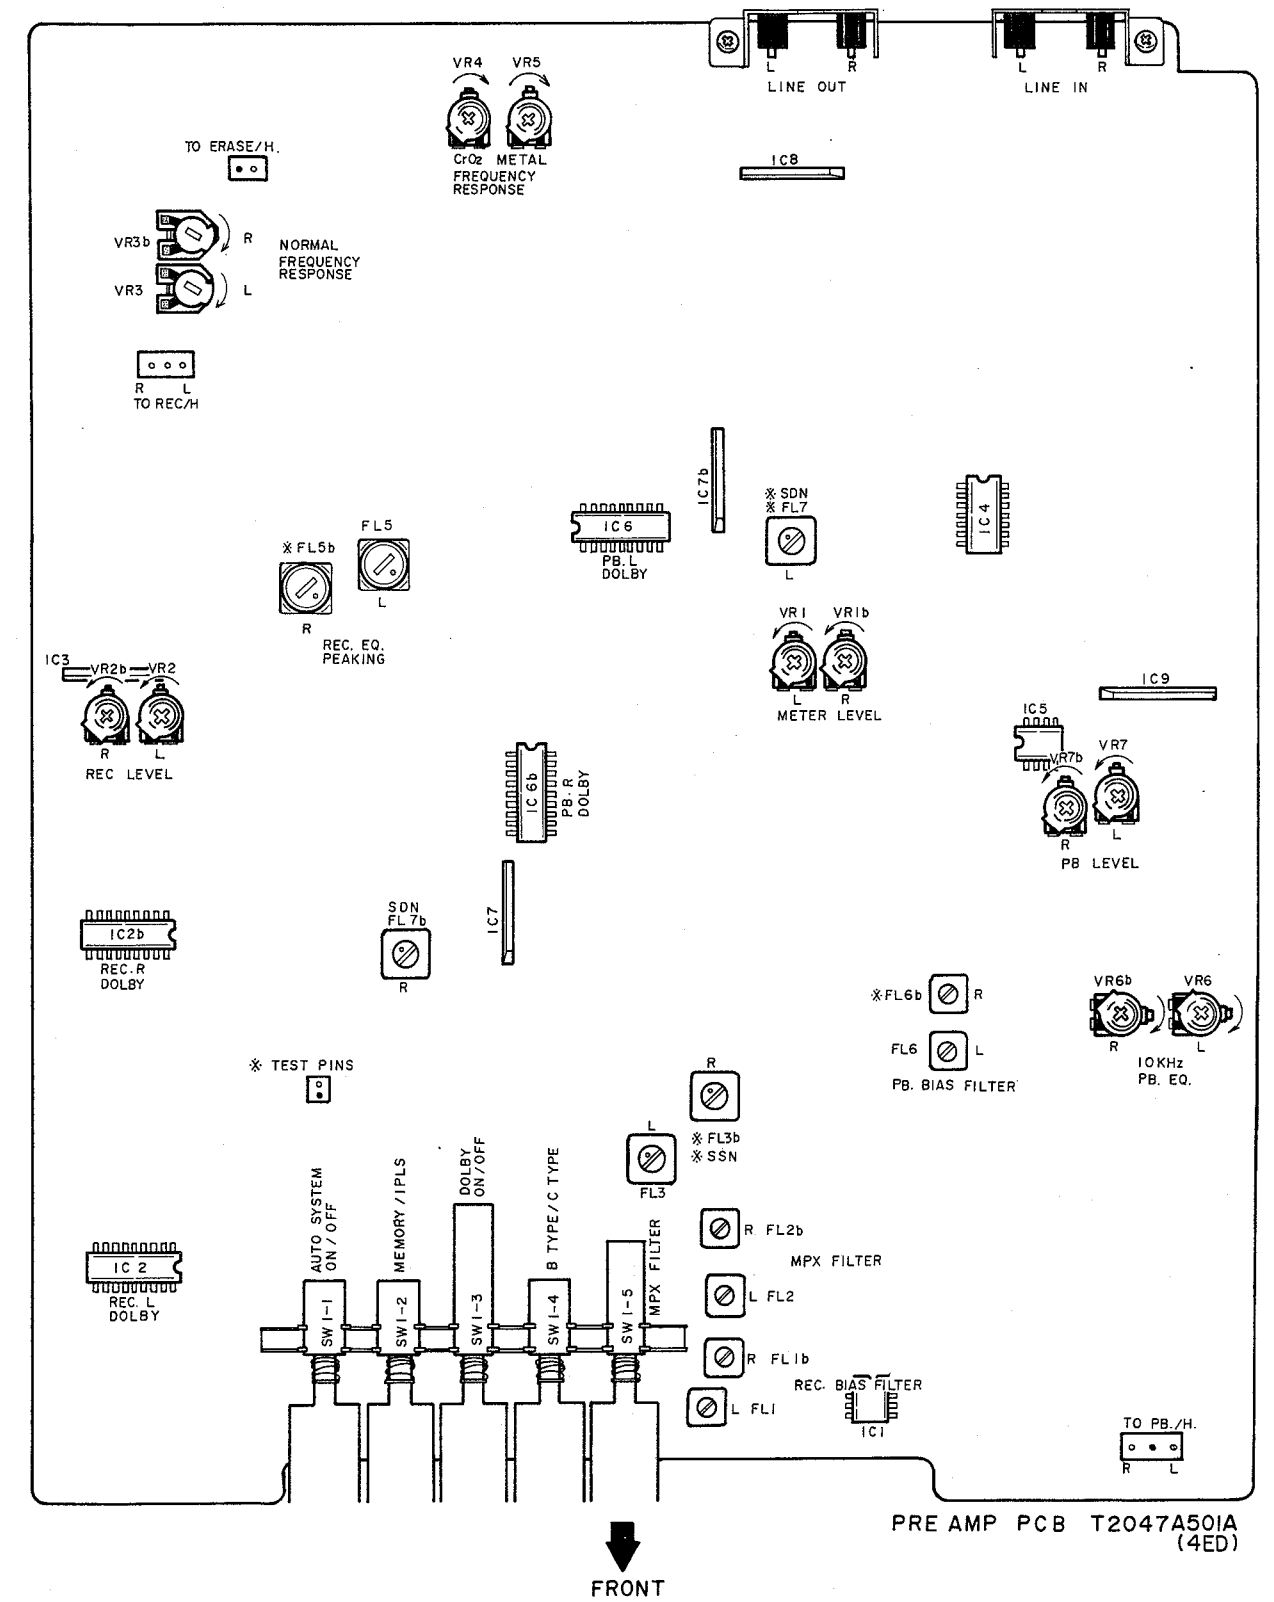 L
R
LINE OUT
L
R
LINE IN
VR4
VR5
CrO2 METAL
FREQUENCY
RESPONSE
TO ERASE/H.
IC8
VR3b
R
VR3
L
NORMAL
FREQUENCY
RESPONSE
R
L
TO REC/H
IC7b
※SDN
※FL7
L
IC4
IC6
PB. L
DOLBY
FL5
L
※FL5b
R
REC. EQ.
PEAKING
VR1
VR1b
L
R
METER LEVEL
IC3
VR2b
VR2
R
L
REC LEVEL
IC9
IC5
VR7b
VR7
R
L
PB LEVEL
IC6b
PB. R
DOLBY
IC7
SDN
FL7b
R
IC2b
REC. R
DOLBY
※FL6b
R
FL6
L
PB. BIAS FILTER
VR6b
VR6
R
L
10KHz
PB. EQ.
※ TEST PINS
R
※FL3b
※SSN
L
FL3
AUTO SYSTEM
ON/OFF
MEMORY/IPLS
DOLBY
ON/OFF
B TYPE/C TYPE
MPX FILTER
SW1-1
SW1-2
SW1-3
SW1-4
SW1-5
IC2
REC. L
DOLBY
R FL2b
MPX FILTER
L FL2
R FL1b
REC. BIAS FILTER
L FL1
IC1
TO PB./H.
R
L
PRE AMP PCB T2047A501A
(4ED)
FRONT